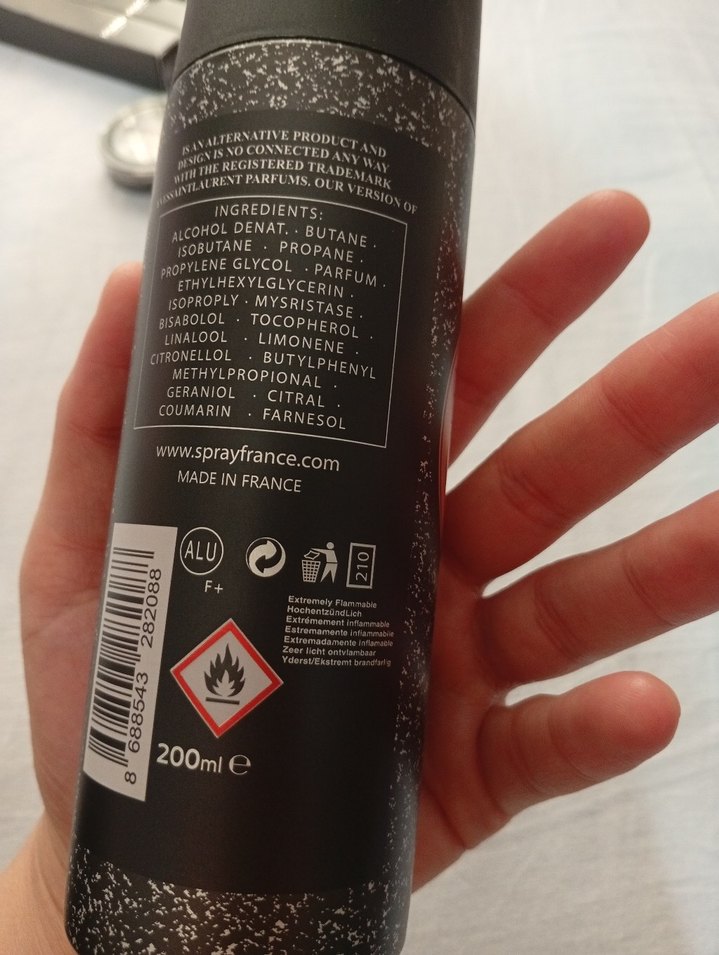 IS AN ALTERNATIVE PRODUCT AND
DESIGN IS NO CONNECTED ANY WAY
WITH THE REGISTERED TRADEMARK
YVESSAINTLAURENT PARFUMS. OUR VERSION OF
INGREDIENTS:
ALCOHOL DENAT. · BUTANE ·
ISOBUTANE · PROPANE ·
PROPYLENE GLYCOL · PARFUM ·
ETHYLHEXYLGLYCERIN ·
ISOPROPLY · MYSRISTASE ·
BISABOLOL · TOCOPHEROL ·
LINALOOL · LIMONENE ·
CITRONELLOL · BUTYLPHENYL
METHYLPROPIONAL ·
GERANIOL · CITRAL ·
COUMARIN · FARNESOL
www.sprayfrance.com
MADE IN FRANCE
ALU
F+
210
Extremely Flammable
HochentzündLich
Extrémement inflammable
Estremamente infiammabile
Extremadamente inflamable
Zeer licht ontvlambaar
Yderst/Ekstremt brandfarlig
8 688543 282088
200ml e